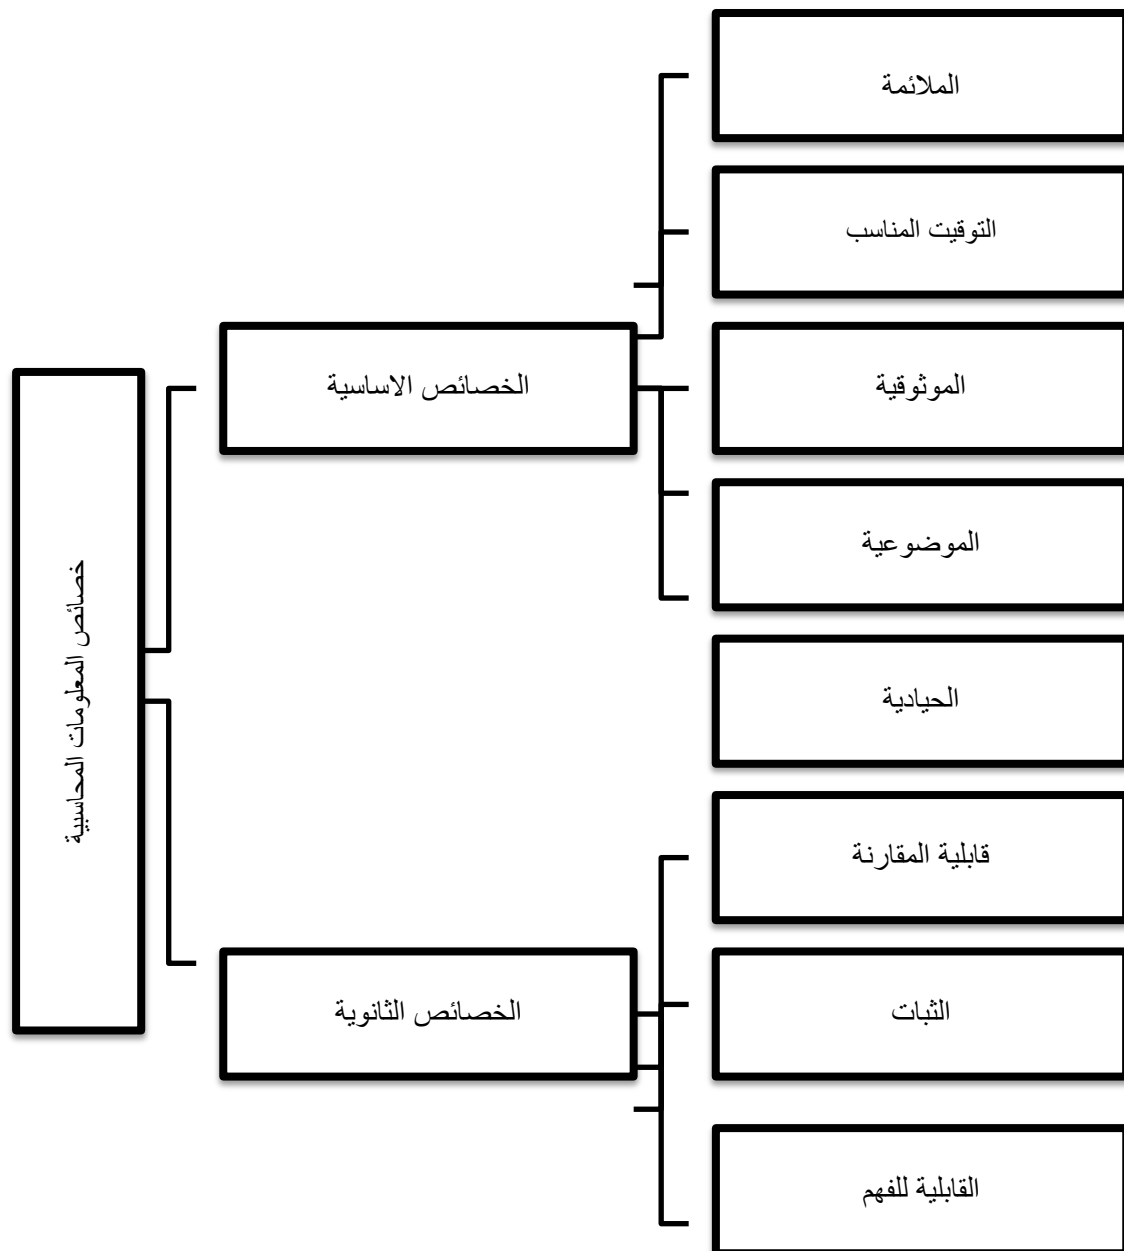 خصائص المعلومات المحاسبية
الخصائص الاساسية
الملائمة
التوقيت المناسب
الموثوقية
الموضوعية
الحيادية
الخصائص الثانوية
قابلية المقارنة
الثبات
القابلية للفهم